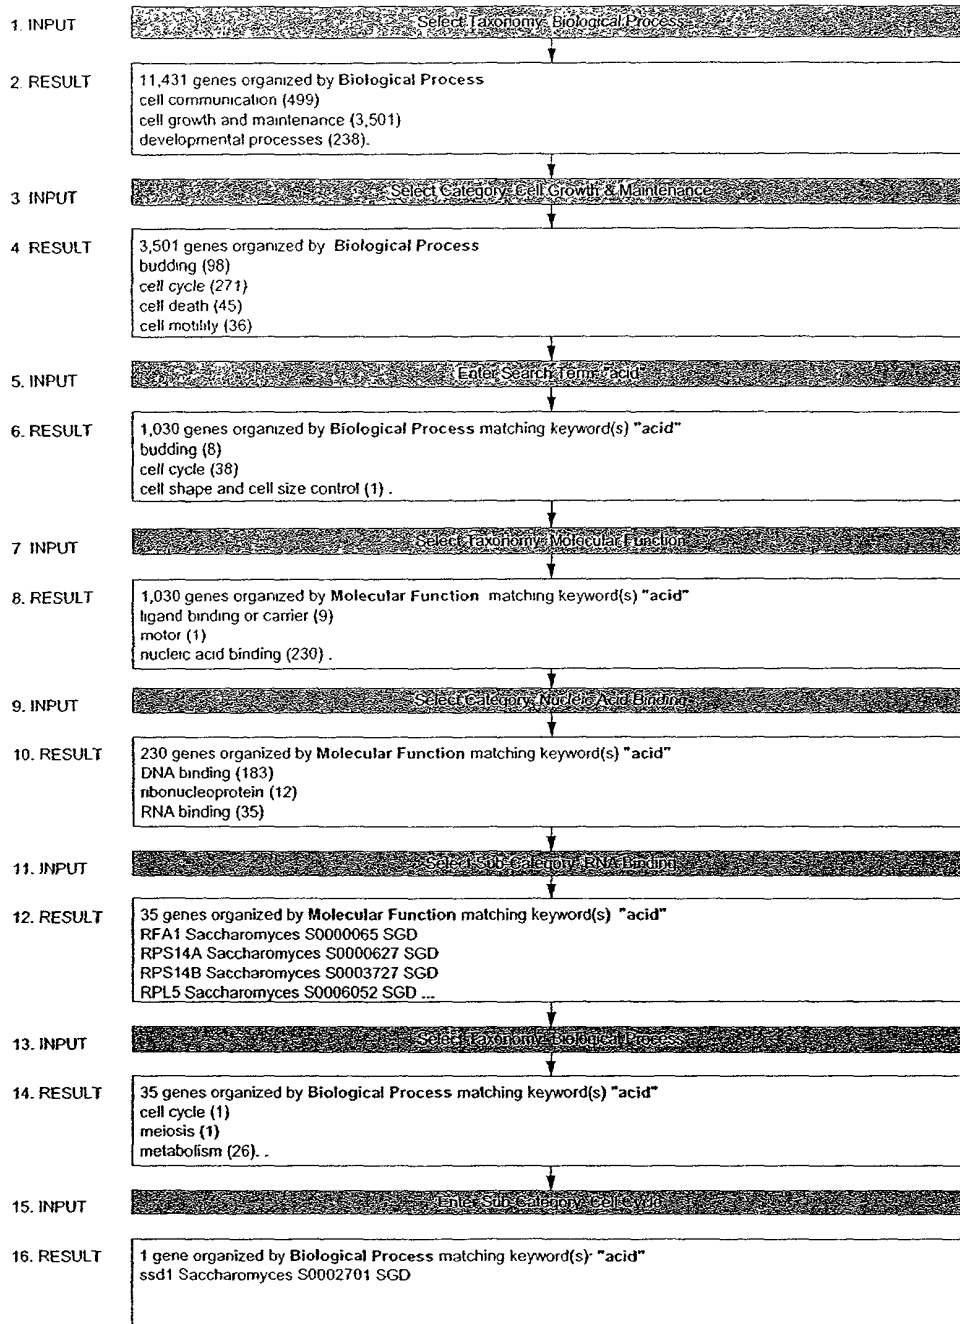 1. INPUT
Select Taxonomy: Biological Process
2. RESULT
11,431 genes organized by Biological Process
cell communication (499)
cell growth and maintenance (3,501)
developmental processes (238).
3 INPUT
Select Category: Cell Growth & Maintenance
4 RESULT
3,501 genes organized by Biological Process
budding (98)
cell cycle (271)
cell death (45)
cell motility (36)
5. INPUT
Enter Search Term: "acid"
6. RESULT
1,030 genes organized by Biological Process matching keyword(s) "acid"
budding (8)
cell cycle (38)
cell shape and cell size control (1) .
7 INPUT
Select Taxonomy: Molecular Function
8. RESULT
1,030 genes organized by Molecular Function matching keyword(s) "acid"
ligand binding or carrier (9)
motor (1)
nucleic acid binding (230) .
9. INPUT
Select Category: Nucleic Acid Binding
10. RESULT
230 genes organized by Molecular Function matching keyword(s) "acid"
DNA binding (183)
ribonucleoprotein (12)
RNA binding (35)
11. INPUT
Select Sub-Category: RNA Binding
12. RESULT
35 genes organized by Molecular Function matching keyword(s) "acid"
RFA1 Saccharomyces S0000065 SGD
RPS14A Saccharomyces S0000627 SGD
RPS14B Saccharomyces S0003727 SGD
RPL5 Saccharomyces S0006052 SGD ...
13. INPUT
Select Taxonomy: Biological Process
14. RESULT
35 genes organized by Biological Process matching keyword(s) "acid"
cell cycle (1)
meiosis (1)
metabolism (26). .
15. INPUT
Enter Sub-Category: Cell Cycle
16. RESULT
1 gene organized by Biological Process matching keyword(s)· "acid"
ssd1 Saccharomyces S0002701 SGD